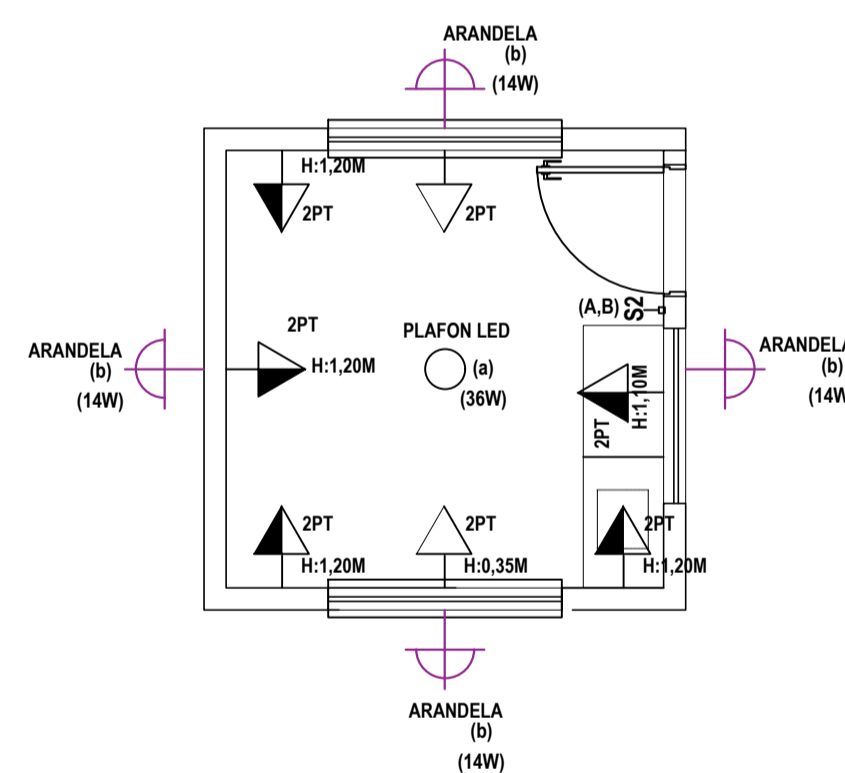 ARANDELA
(b)
(14W)
H:1,20M
2PT
2PT
(A,B)
S2
2PT
H:1,20M
PLAFON LED
(a)
(36W)
ARANDELA
(b)
(14W)
ARANDELA
(b)
(14W
H:1,10M
2PT
2PT
H:1,20M
2PT
H:0,35M
2PT
H:1,20M
ARANDELA
(b)
(14W)